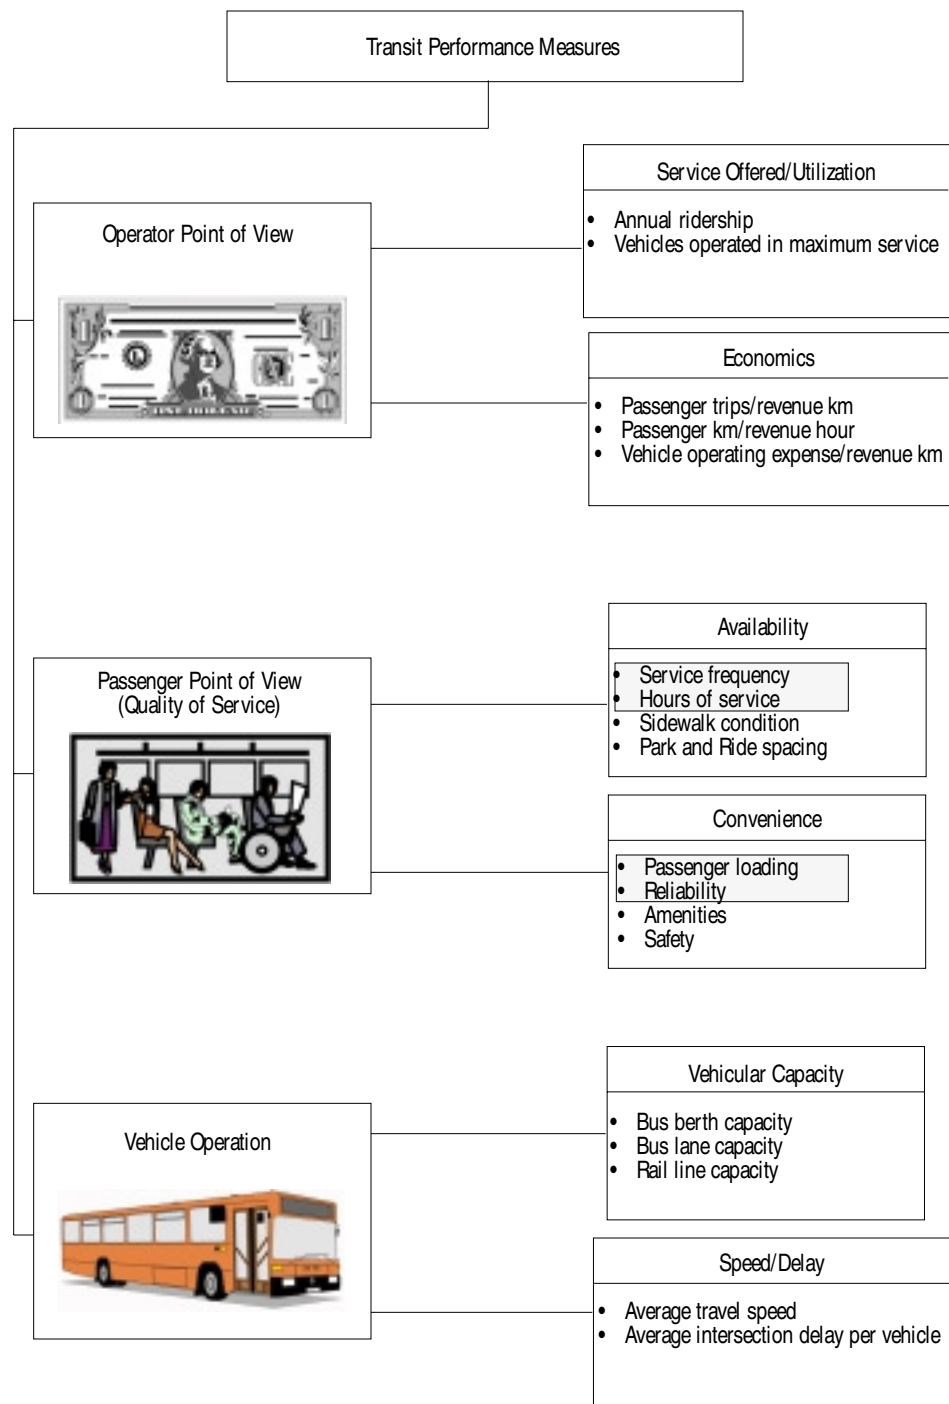 Transit Performance Measures
Service Offered/Utilization
• Annual ridership
• Vehicles operated in maximum service
Operator Point of View
Economics
• Passenger trips/revenue km
• Passenger km/revenue hour
• Vehicle operating expense/revenue km
Availability
• Service frequency
• Hours of service
• Sidewalk condition
• Park and Ride spacing
Passenger Point of View
(Quality of Service)
Convenience
• Passenger loading
• Reliability
• Amenities
• Safety
Vehicular Capacity
• Bus berth capacity
• Bus lane capacity
• Rail line capacity
Vehicle Operation
Speed/Delay
• Average travel speed
• Average intersection delay per vehicle